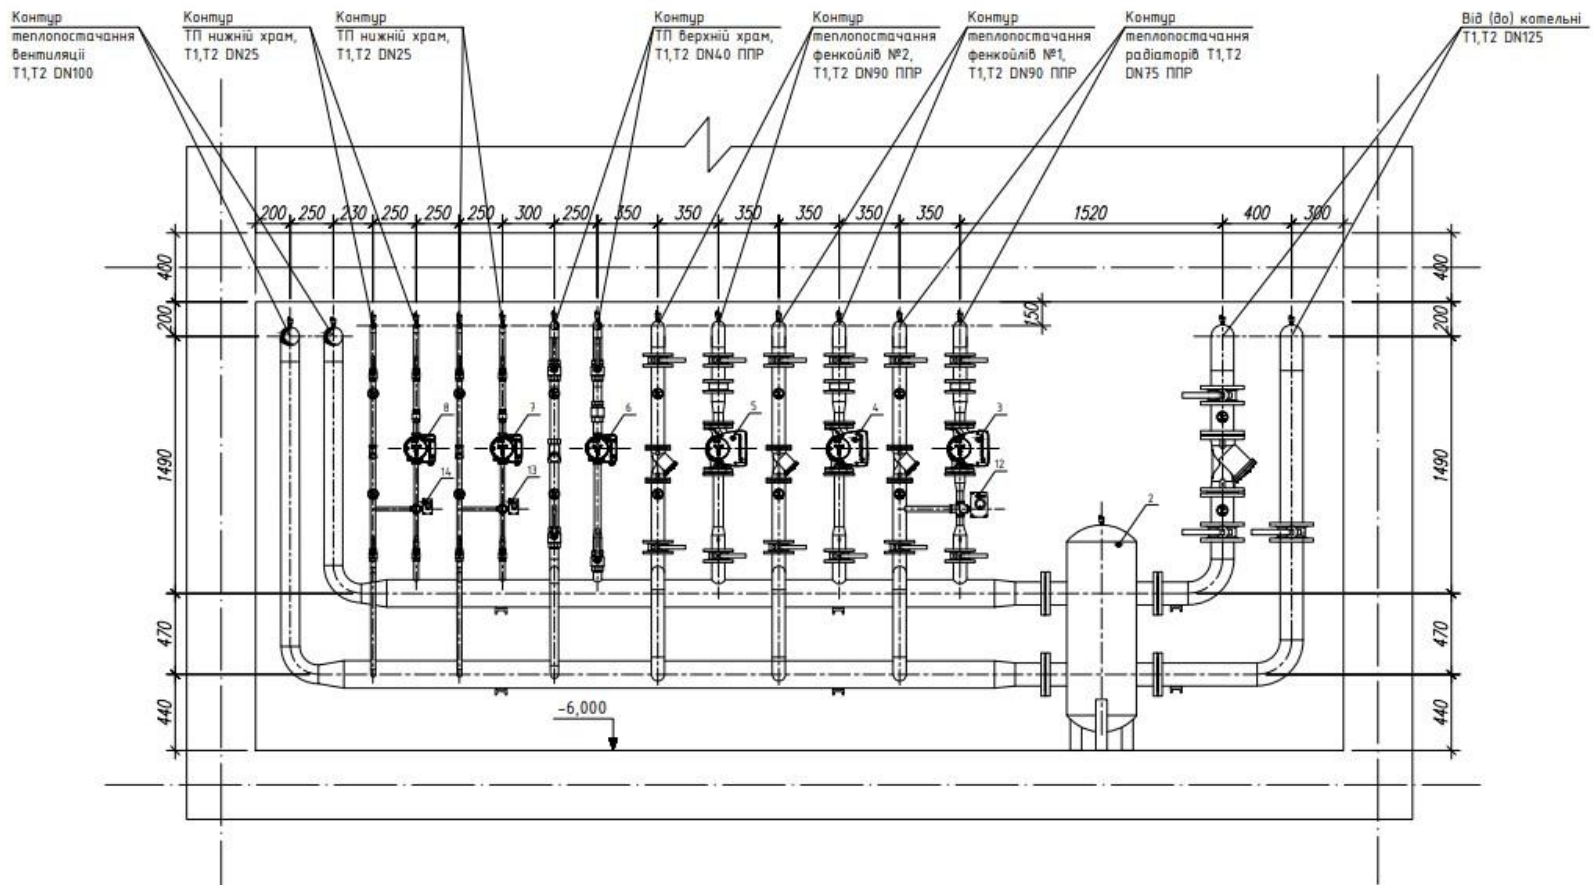 Контур
теплопостачання
вентиляції
Т1,Т2 DN100
Контур
ТП нижній храм,
Т1,Т2 DN25
Контур
ТП нижній храм,
Т1,Т2 DN25
Контур
ТП верхній храм,
Т1,Т2 DN40 ППР
Контур
теплопостачання
фенкойлів №2,
Т1,Т2 DN90 ППР
Контур
теплопостачання
фенкойлів №1,
Т1,Т2 DN90 ППР
Контур
теплопостачання
радіаторів Т1,Т2
DN75 ППР
Від (до) котельні
Т1,Т2 DN125
200 250 230 250 250 250 300 250 350 350 350 350 350 350 1520 400 300
400
400
200
150
200
8
7
6
5
4
3
1490
1490
14
13
12
2
470
470
440
-6,000
440